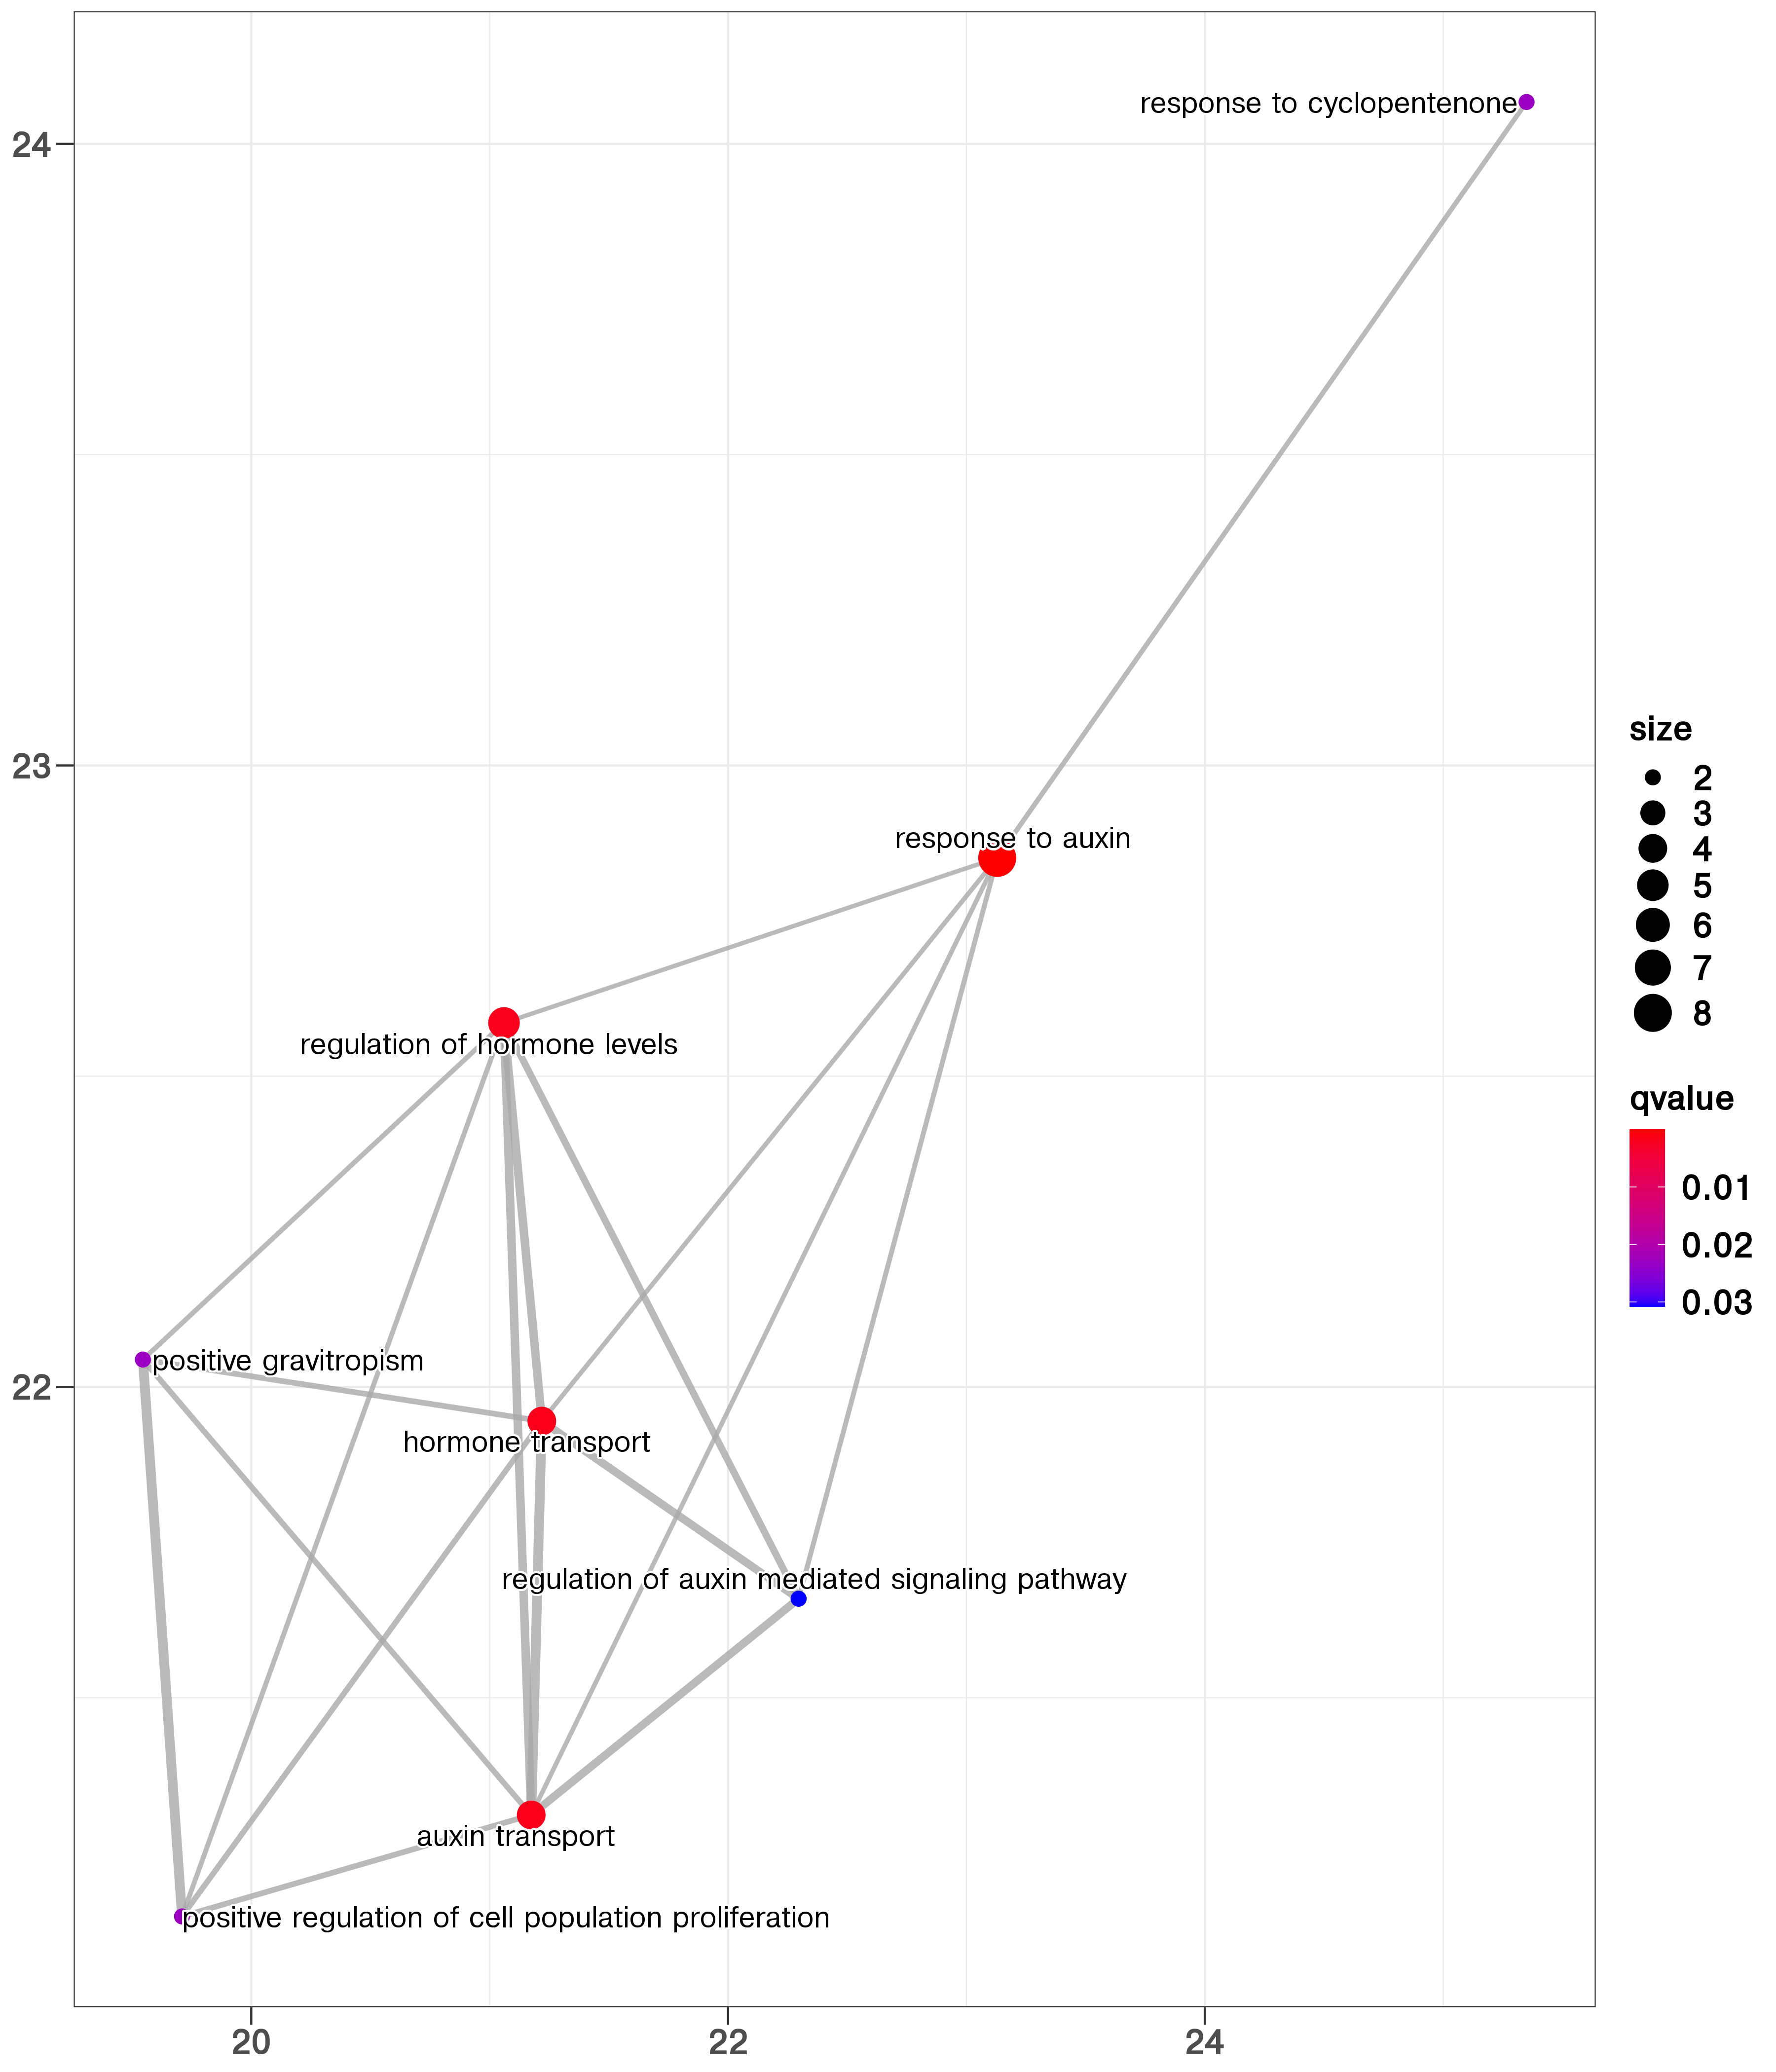 response to cyclopentenone
24
23
response to auxin
regulation of hormone levels
positive gravitropism
22
hormone transport
regulation of auxin mediated signaling pathway
auxin transport
positive regulation of cell population proliferation
20 22 24
size
2
3
4
5
6
7
8
qvalue
0.01
0.02
0.03